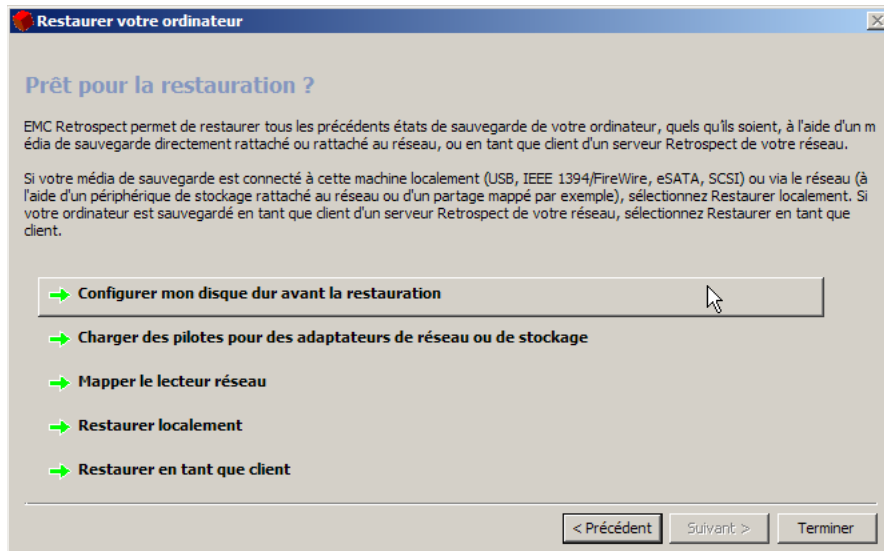 Restaurer votre ordinateur
Prêt pour la restauration ?
EMC Retrospect permet de restaurer tous les précédents états de sauvegarde de votre ordinateur, quels qu'ils soient, à l'aide d'un m
édia de sauvegarde directement rattaché ou rattaché au réseau, ou en tant que client d'un serveur Retrospect de votre réseau.
Si votre média de sauvegarde est connecté à cette machine localement (USB, IEEE 1394/FireWire, eSATA, SCSI) ou via le réseau (à
l'aide d'un périphérique de stockage rattaché au réseau ou d'un partage mappé par exemple), sélectionnez Restaurer localement. Si
votre ordinateur est sauvegardé en tant que client d'un serveur Retrospect de votre réseau, sélectionnez Restaurer en tant que
client.
Configurer mon disque dur avant la restauration
Charger des pilotes pour des adaptateurs de réseau ou de stockage
Mapper le lecteur réseau
Restaurer localement
Restaurer en tant que client
< Précédent Suivant > Terminer